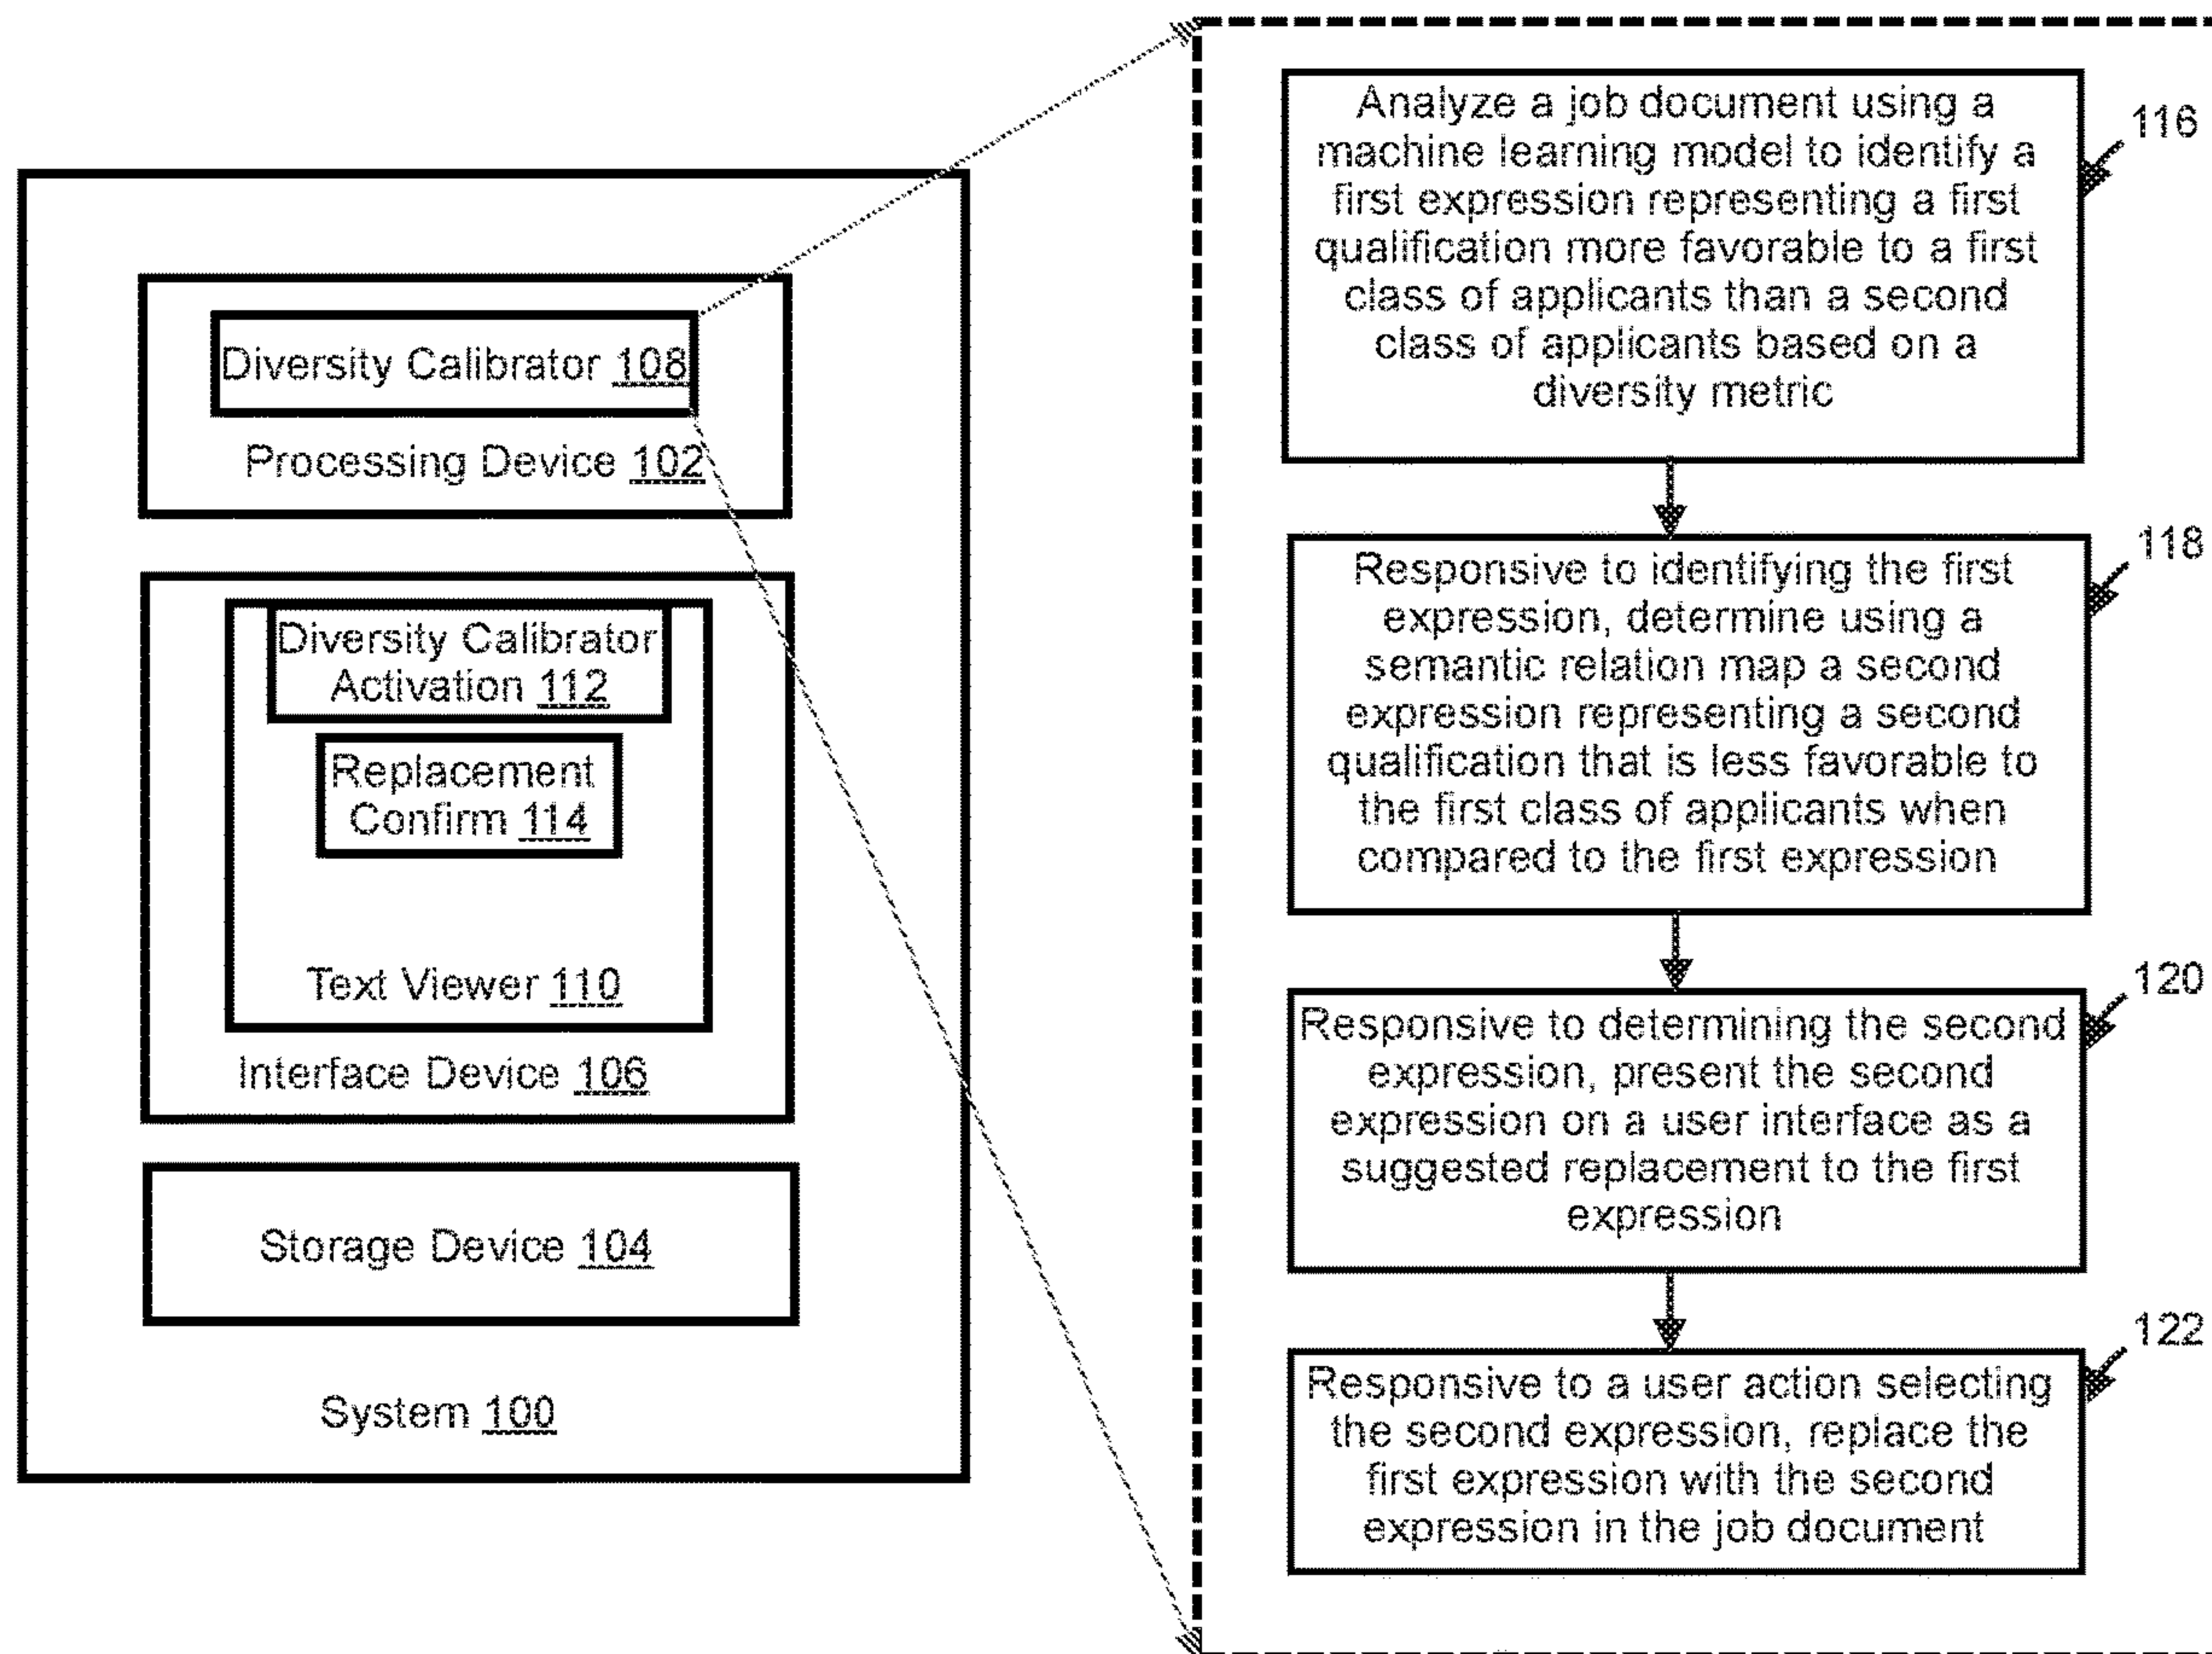 Diversity Calibrator 108
Processing Device 102
Diversity Calibrator
Activation 112
Replacement
Confirm 114
Text Viewer 110
Interface Device 106
Storage Device 104
System 100
Analyze a job document using a
machine learning model to identify a
first expression representing a first
qualification more favorable to a first
class of applicants than a second
class of applicants based on a
diversity metric
116
Responsive to identifying the first
expression, determine using a
semantic relation map a second
expression representing a second
qualification that is less favorable to
the first class of applicants when
compared to the first expression
118
Responsive to determining the second
expression, present the second
expression on a user interface as a
suggested replacement to the first
expression
120
Responsive to a user action selecting
the second expression, replace the
first expression with the second
expression in the job document
122